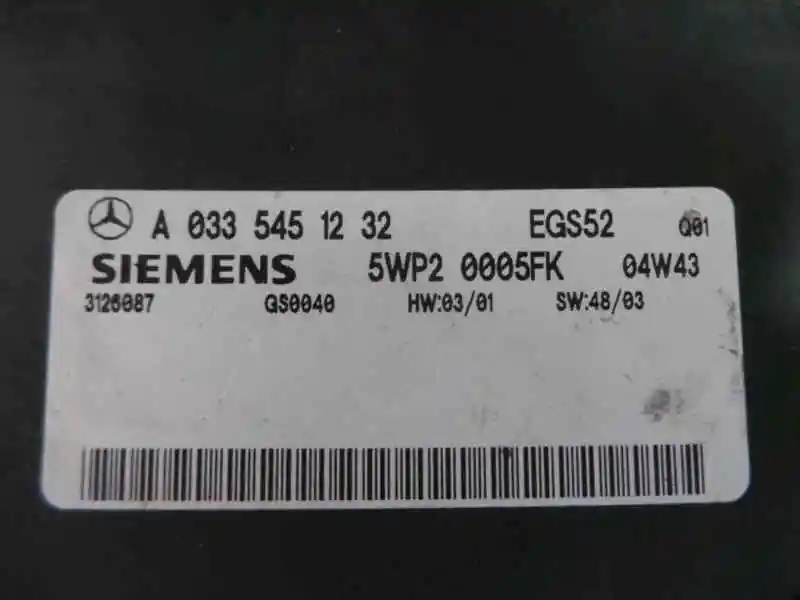 A 033 545 12 32 EGS52 Q01
SIEMENS 5WP2 0005FK 04W43
3126087 GS0040 HW:03/01 SW:48/03